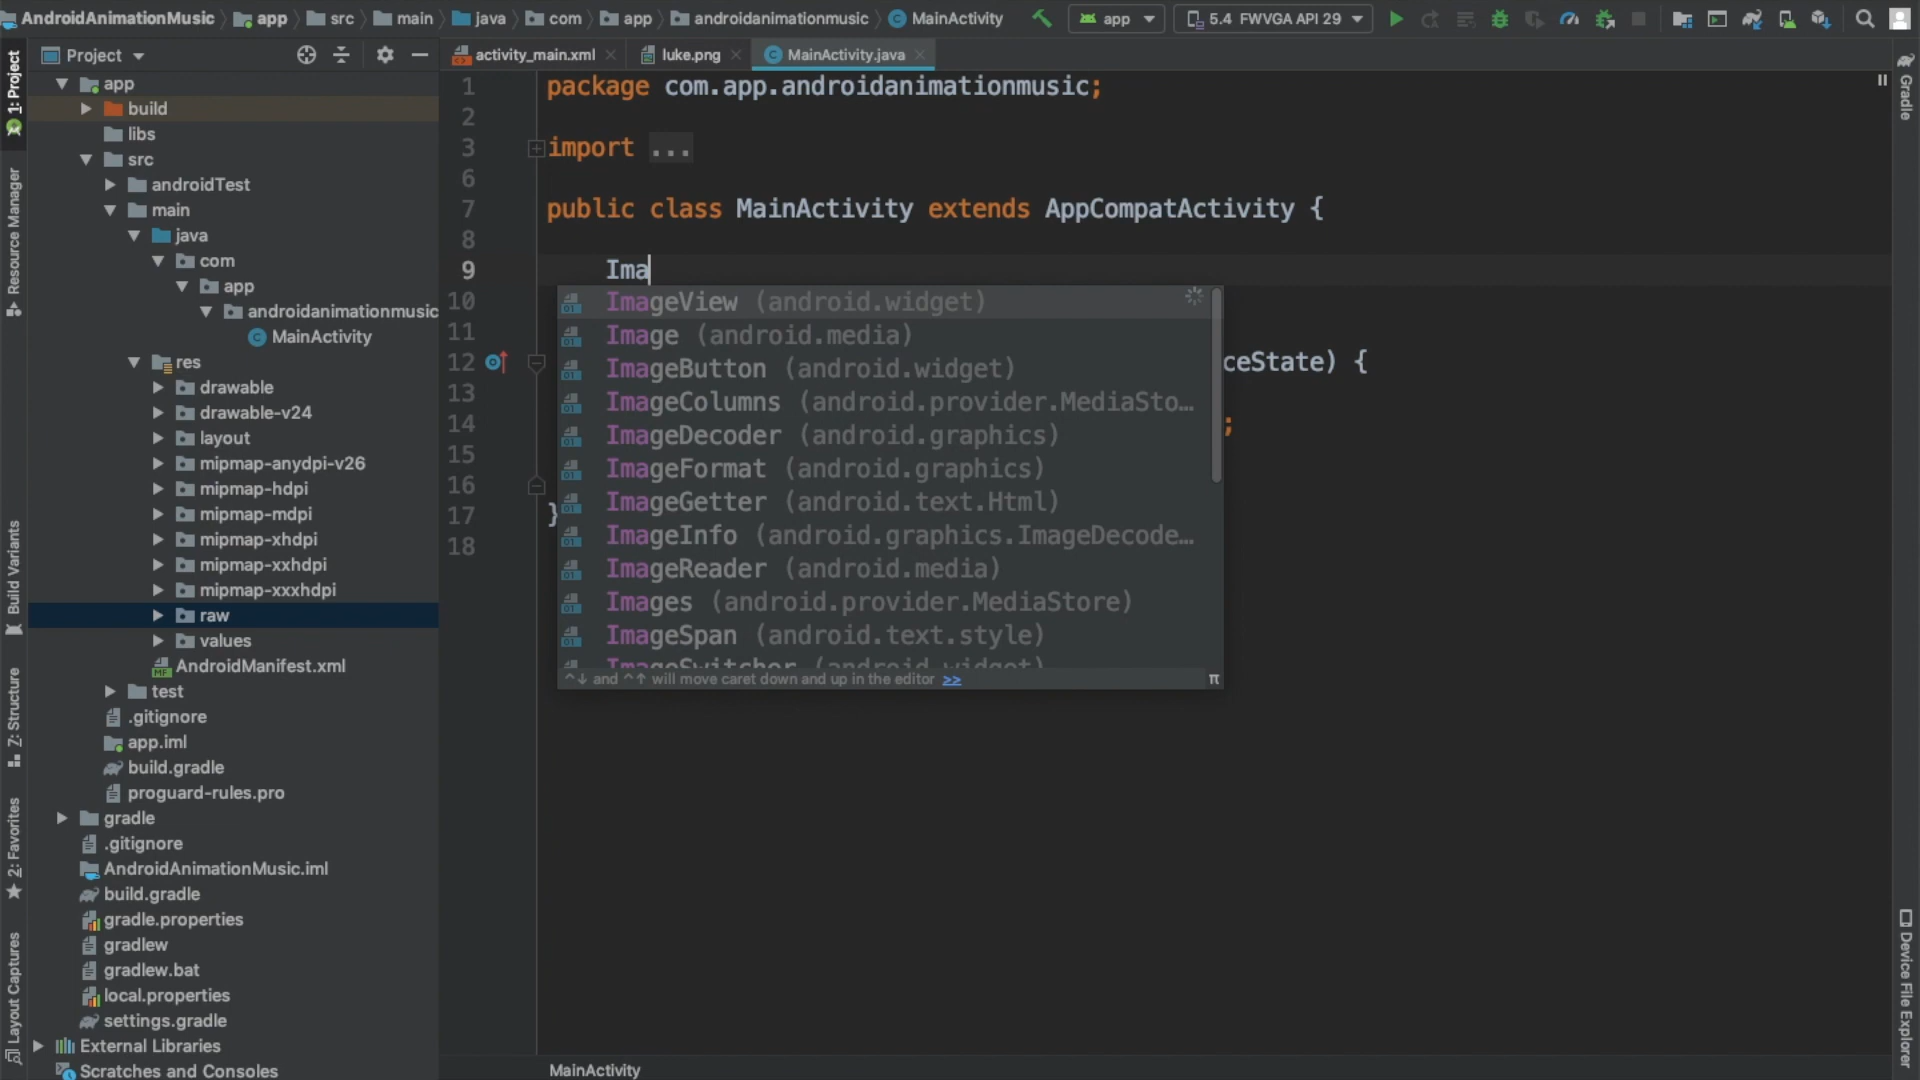 AndroidAnimationMusic app src main java com app androidanimationmusic MainActivity app 5.4 FWVGA API 29
Project
activity_main.xml luke.png MainActivity.java
1: Project
Resource Manager
Build Variants
Z: Structure
2: Favorites
Layout Captures
app
build
libs
src
androidTest
main
java
com
app
androidanimationmusic
MainActivity
res
drawable
drawable-v24
layout
mipmap-anydpi-v26
mipmap-hdpi
mipmap-mdpi
mipmap-xhdpi
mipmap-xxhdpi
mipmap-xxxhdpi
raw
values
AndroidManifest.xml
test
.gitignore
app.iml
build.gradle
proguard-rules.pro
gradle
.gitignore
AndroidAnimationMusic.iml
build.gradle
gradle.properties
gradlew
gradlew.bat
local.properties
settings.gradle
External Libraries
Scratches and Consoles
1 package com.app.androidanimationmusic;
2
3 import ...
6
7 public class MainActivity extends AppCompatActivity {
8
9 Ima
10
11
12 ceState) {
13
14 ;
15
16
17 }
18
ImageView (android.widget)
Image (android.media)
ImageButton (android.widget)
ImageColumns (android.provider.MediaSto...
ImageDecoder (android.graphics)
ImageFormat (android.graphics)
ImageGetter (android.text.Html)
ImageInfo (android.graphics.ImageDecode...
ImageReader (android.media)
Images (android.provider.MediaStore)
ImageSpan (android.text.style)
ImageSwitcher (android.widget)
^↓ and ^↑ will move caret down and up in the editor >> π
MainActivity
Gradle
Device File Explorer